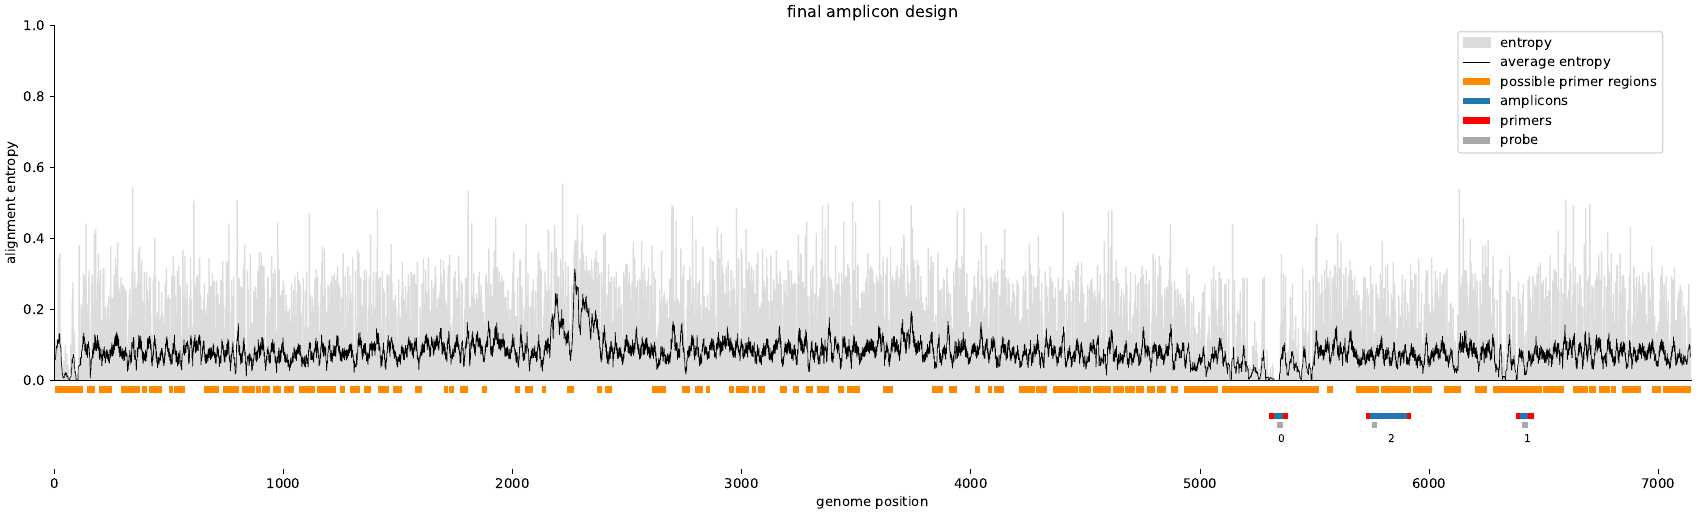 final amplicon design
1.0
0.8
0.6
0.4
0.2
0.0
alignment entropy
entropy
average entropy
possible primer regions
amplicons
primers
probe
0
2
1
0
1000
2000
3000
4000
5000
6000
7000
genome position